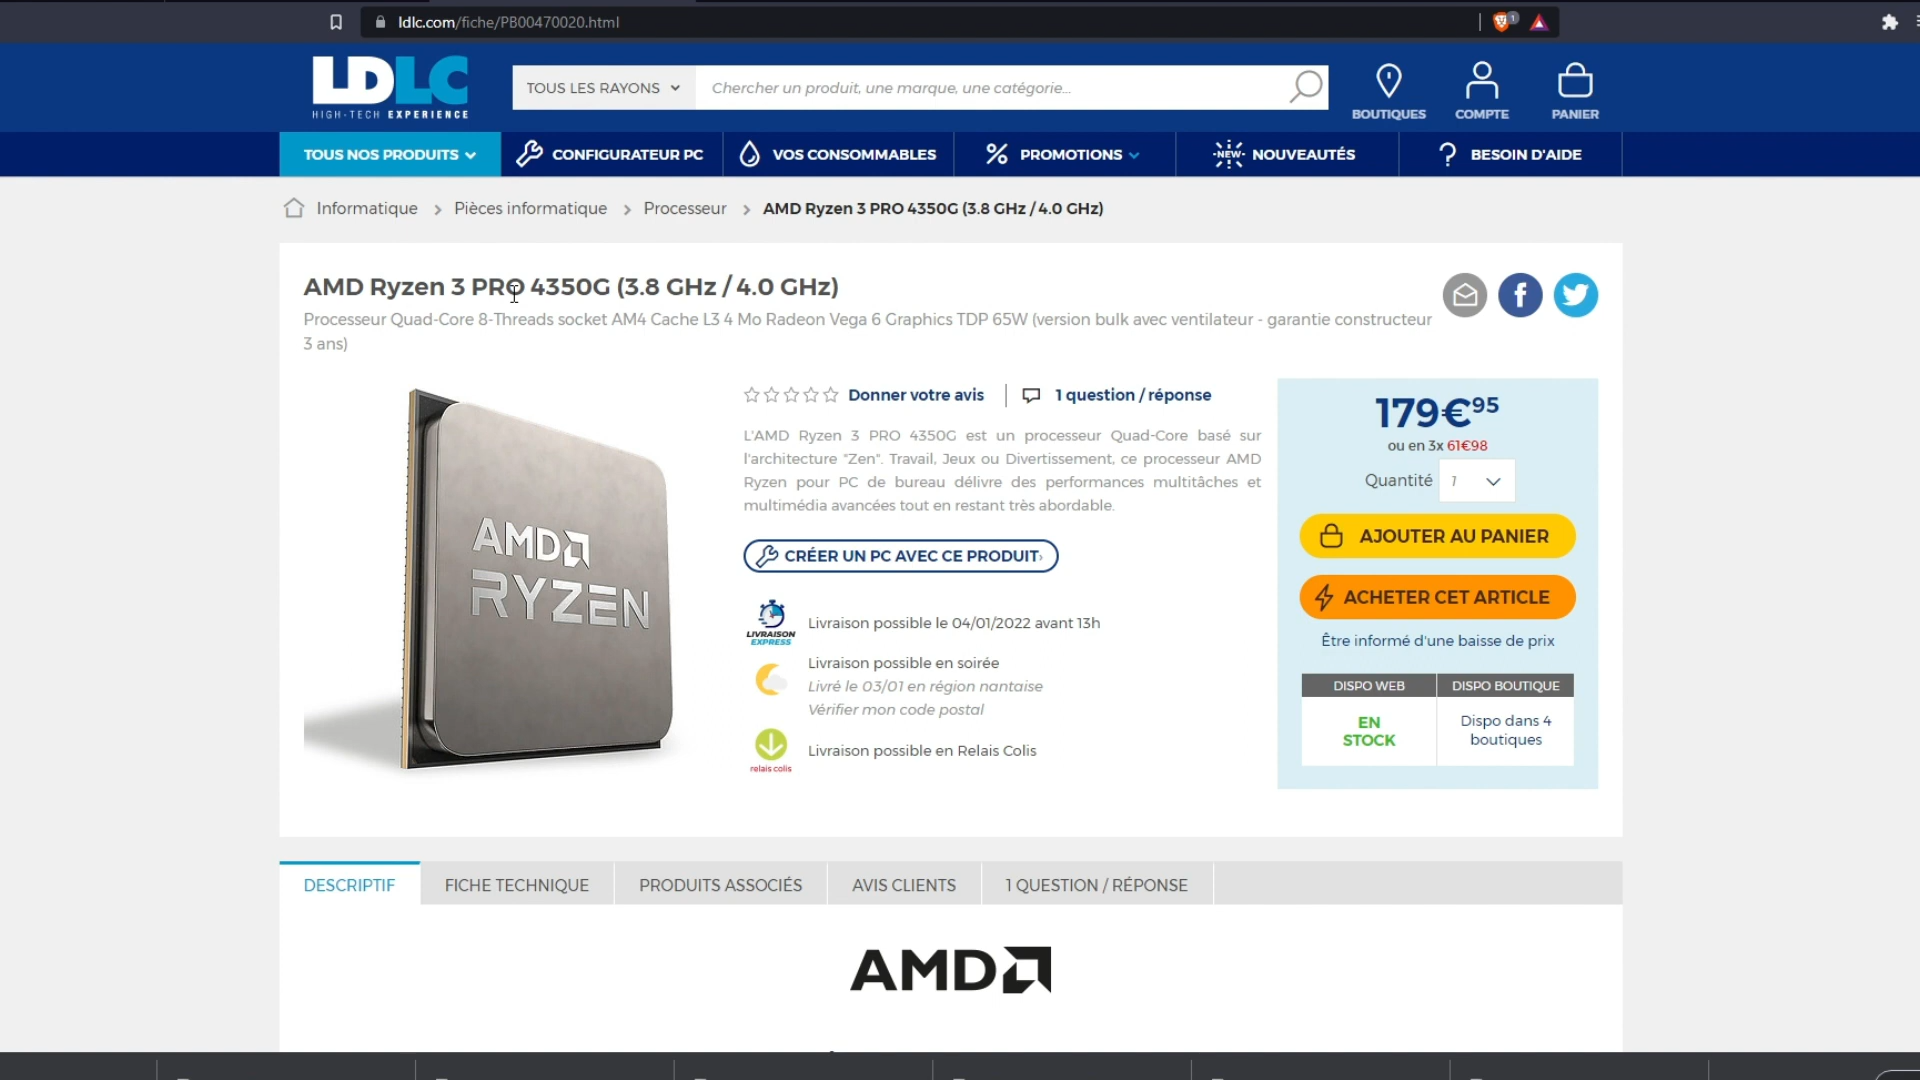 ldlc.com/fiche/PB00470020.html
1
LDLC
HIGH-TECH EXPERIENCE
TOUS LES RAYONS
Chercher un produit, une marque, une catégorie...
BOUTIQUES
COMPTE
PANIER
TOUS NOS PRODUITS
CONFIGURATEUR PC
VOS CONSOMMABLES
% PROMOTIONS
NEW NOUVEAUTÉS
? BESOIN D'AIDE
Informatique > Pièces informatique > Processeur > AMD Ryzen 3 PRO 4350G (3.8 GHz / 4.0 GHz)
AMD Ryzen 3 PRO 4350G (3.8 GHz / 4.0 GHz)
Processeur Quad-Core 8-Threads socket AM4 Cache L3 4 Mo Radeon Vega 6 Graphics TDP 65W (version bulk avec ventilateur - garantie constructeur
3 ans)
AMD
RYZEN
Donner votre avis
1 question / réponse
L'AMD Ryzen 3 PRO 4350G est un processeur Quad-Core basé sur
l'architecture "Zen". Travail, Jeux ou Divertissement, ce processeur AMD
Ryzen pour PC de bureau délivre des performances multitâches et
multimédia avancées tout en restant très abordable.
CRÉER UN PC AVEC CE PRODUIT›
LIVRAISON
EXPRESS
Livraison possible le 04/01/2022 avant 13h
Livraison possible en soirée
Livré le 03/01 en région nantaise
Vérifier mon code postal
relais colis
Livraison possible en Relais Colis
179€95
ou en 3x 61€98
Quantité 1
AJOUTER AU PANIER
ACHETER CET ARTICLE
Être informé d'une baisse de prix
DISPO WEB
DISPO BOUTIQUE
EN
STOCK
Dispo dans 4
boutiques
DESCRIPTIF
FICHE TECHNIQUE
PRODUITS ASSOCIÉS
AVIS CLIENTS
1 QUESTION / RÉPONSE
AMD